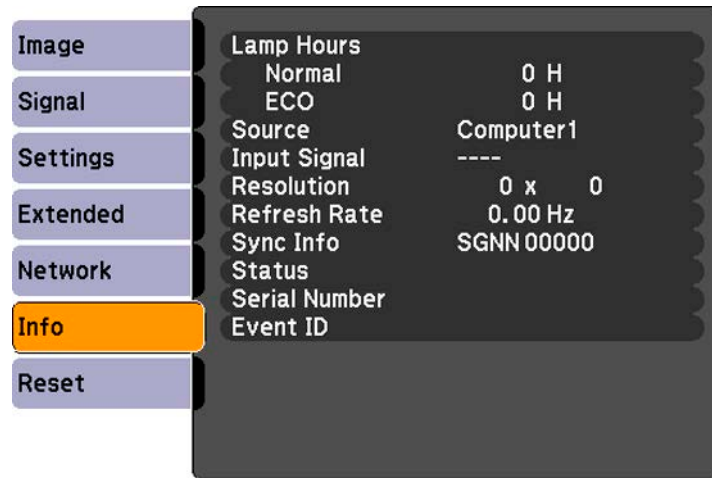 Image
Signal
Settings
Extended
Network
Info
Reset
Lamp Hours
Normal 0 H
ECO 0 H
Source Computer1
Input Signal ----
Resolution 0 x 0
Refresh Rate 0.00 Hz
Sync Info SGNN 00000
Status
Serial Number
Event ID